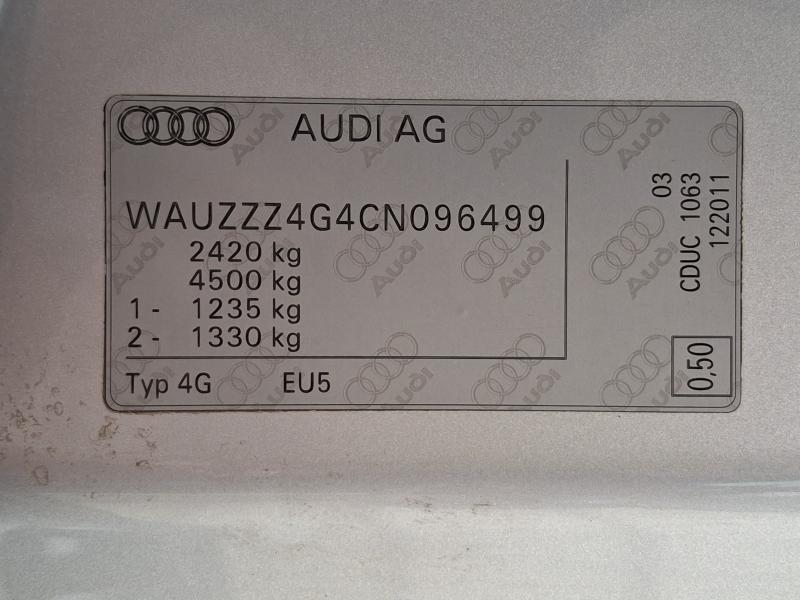 AUDI AG
WAUZZZ4G4CN096499
2420 kg
4500 kg
1 - 1235 kg
2 - 1330 kg
Typ 4G EU5
03
CDUC 1063
122011
0,50